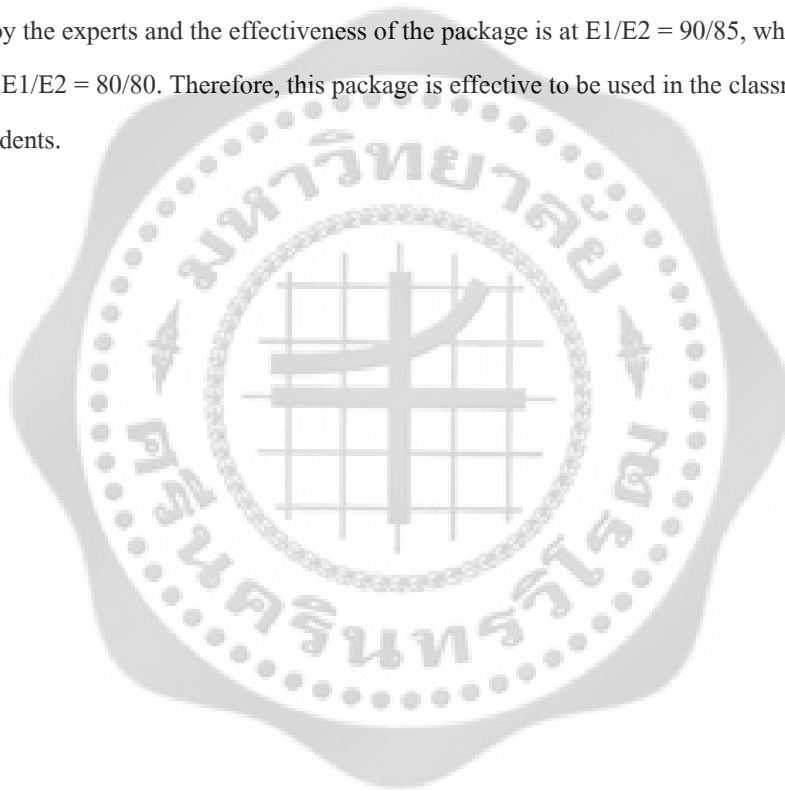 by the experts and the effectiveness of the package is at E1/E2 = 90/85, wh
E1/E2 = 80/80. Therefore, this package is effective to be used in the classr
dents.
มหาวิทยาลัย
ศรีนครินทรวิโรฒ